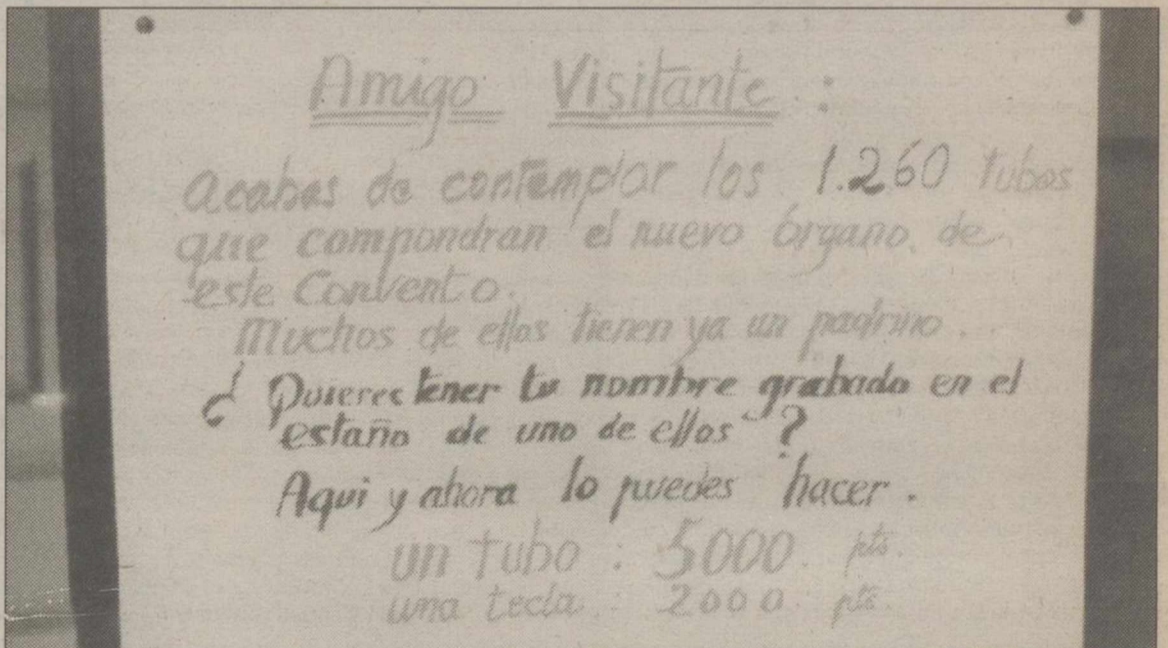 Amigo Visitante :
acabas de contemplar los 1.260 tubos
que compondran el nuevo órgano de
este Convento.
Muchos de ellos tienen ya un padrino.
¿ Quieres tener tu nombre grabado en el
estaño de uno de ellos ?
Aqui y ahora lo puedes hacer.
un tubo : 5000 pts.
una tecla : 2000 pts.